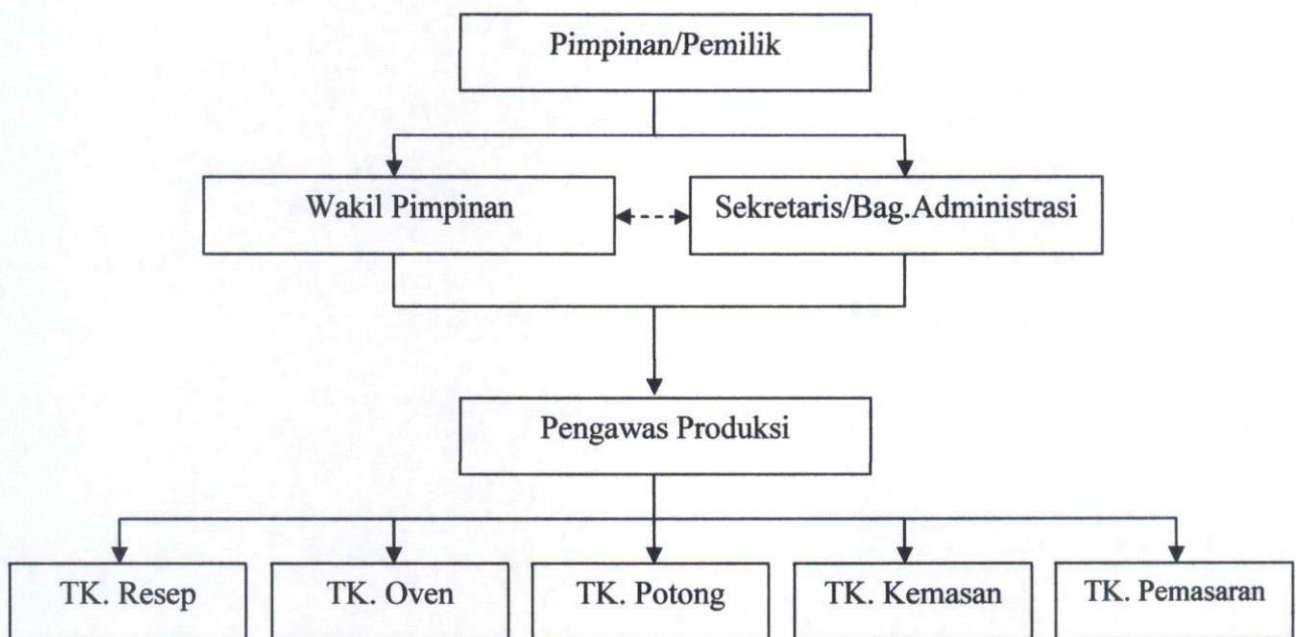 Pimpinan/Pemilik
Wakil Pimpinan
Sekretaris/Bag.Administrasi
Pengawas Produksi
TK. Resep
TK. Oven
TK. Potong
TK. Kemasan
TK. Pemasaran